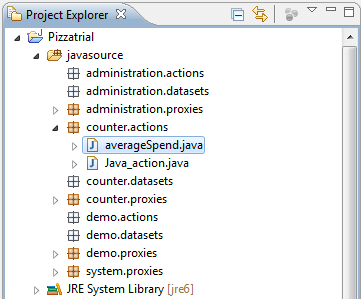 Project Explorer
Pizzatrial
javasource
administration.actions
administration.datasets
administration.proxies
counter.actions
averageSpend.java
Java_action.java
counter.datasets
counter.proxies
demo.actions
demo.datasets
demo.proxies
system.proxies
JRE System Library [jre6]